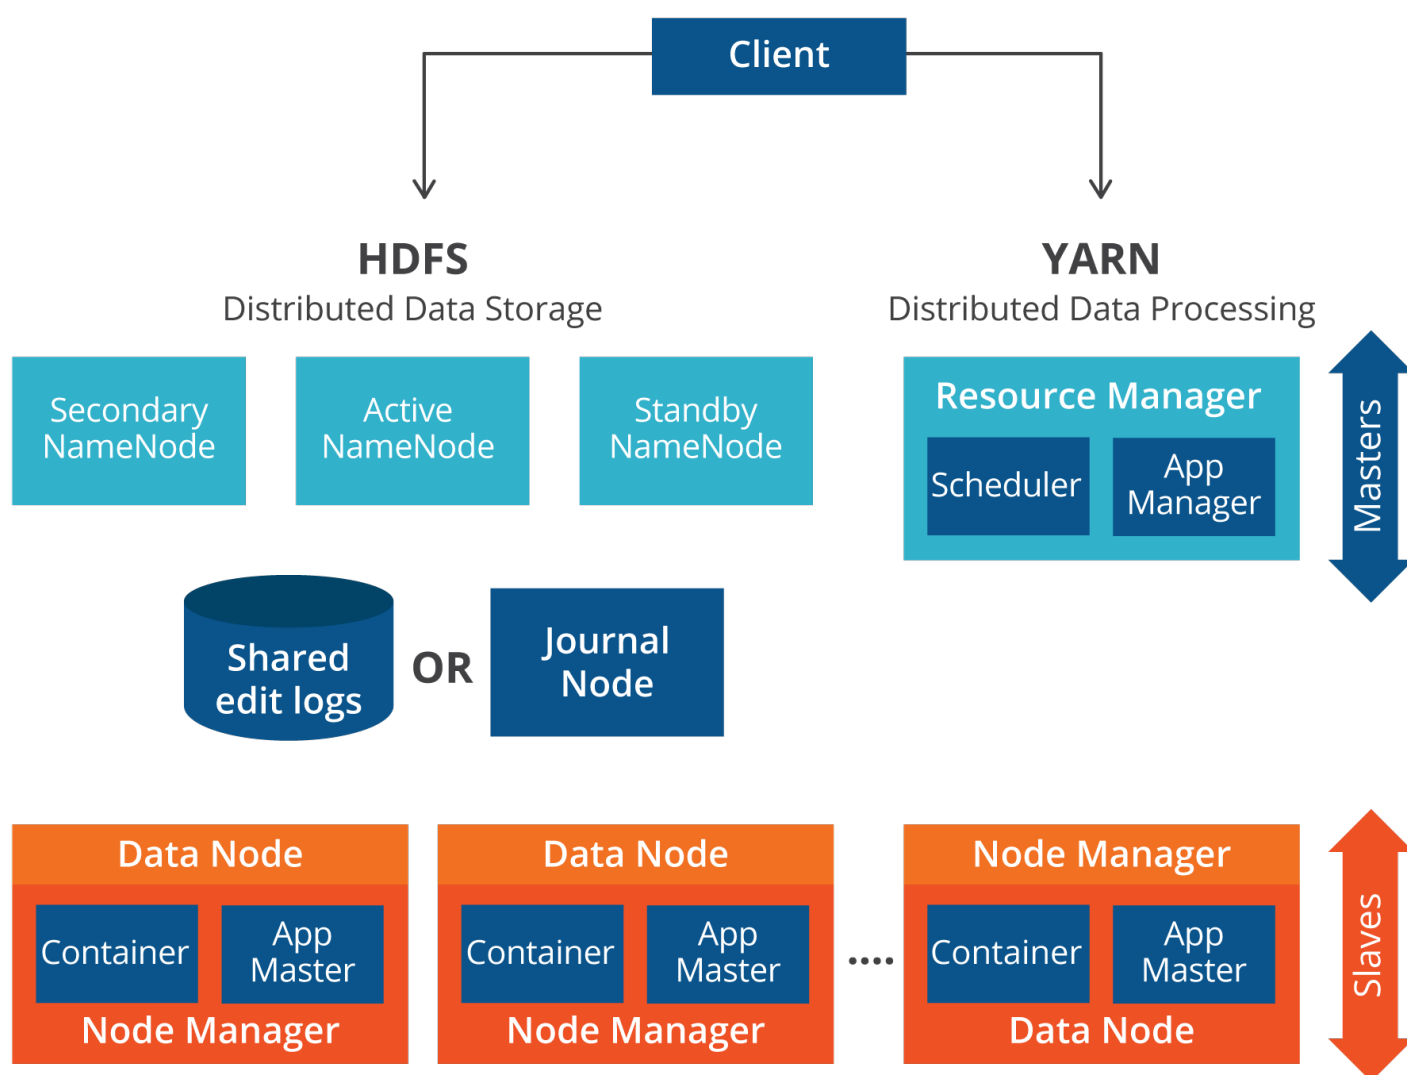 Client
HDFS
Distributed Data Storage
YARN
Distributed Data Processing
Secondary
NameNode
Active
NameNode
Standby
NameNode
Resource Manager
Scheduler
App
Manager
Masters
Shared
edit logs
OR
Journal
Node
Data Node
Container
App
Master
Node Manager
Data Node
Container
App
Master
Node Manager
....
Node Manager
Container
App
Master
Data Node
Slaves